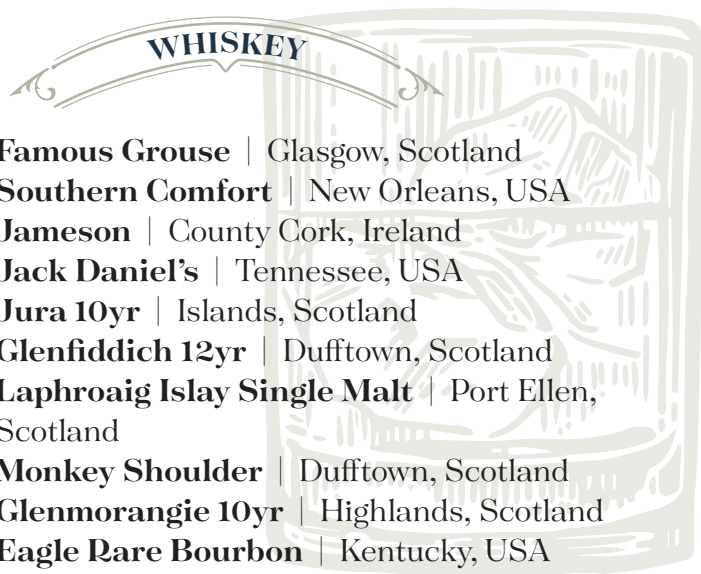 WHISKEY
Famous Grouse | Glasgow, Scotland
Southern Comfort | New Orleans, USA
Jameson | County Cork, Ireland
Jack Daniel's | Tennessee, USA
Jura 10yr | Islands, Scotland
Glenfiddich 12yr | Dufftown, Scotland
Laphroaig Islay Single Malt | Port Ellen,
Scotland
Monkey Shoulder | Dufftown, Scotland
Glenmorangie 10yr | Highlands, Scotland
Eagle Rare Bourbon | Kentucky, USA